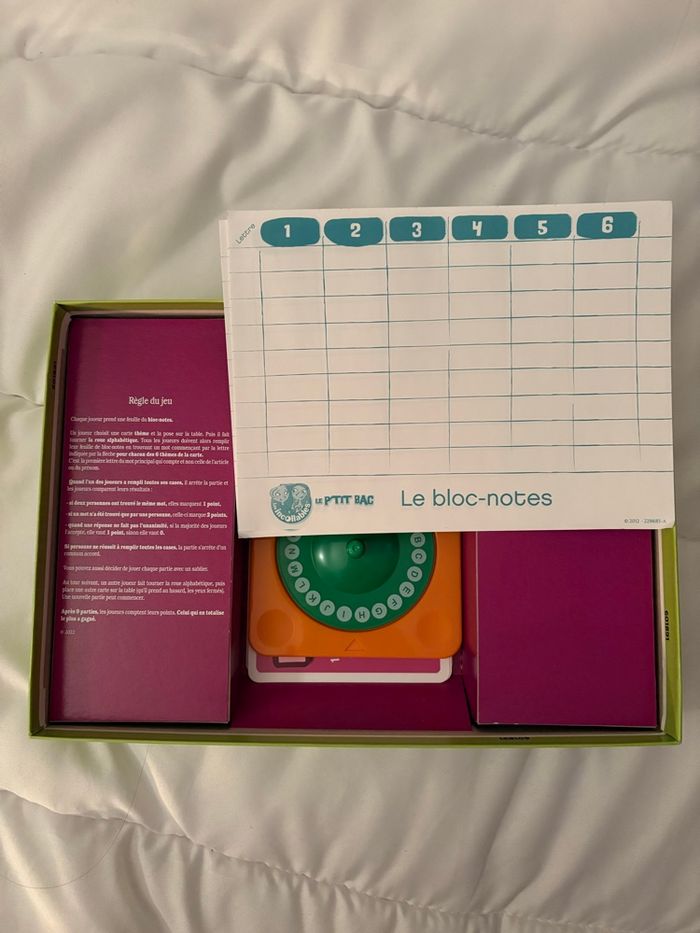 Lettre 1 2 3 4 5 6
Les incollables
LE P'TIT BAC
Le bloc-notes
Règle du jeu
Chaque joueur prend une feuille du bloc-notes.
Un joueur choisit une carte thème et la pose sur la table. Puis il fait
tourner la roue alphabétique. Tous les joueurs doivent alors remplir
leur feuille de bloc-notes en trouvant un mot commençant par la lettre
indiquée par la flèche pour chacun des 6 thèmes de la carte.
C'est la première lettre du mot principal qui compte et non celle de l'article
ou du prénom.
Quand l'un des joueurs a rempli toutes ses cases, il arrête la partie et
les joueurs comparent leurs résultats :
- si deux personnes ont trouvé le même mot, elles marquent 1 point,
- si un mot n'a été trouvé que par une personne, celle-ci marque 2 points,
- quand une réponse ne fait pas l'unanimité, si la majorité des joueurs
l'accepte, elle vaut 1 point, sinon elle vaut 0.
Si personne ne réussit à remplir toutes les cases, la partie s'arrête d'un
commun accord.
Vous pouvez aussi décider de jouer chaque partie avec un sablier.
Au tour suivant, un autre joueur fait tourner la roue alphabétique, puis
place une autre carte sur la table (qu'il prend au hasard, les yeux fermés).
Une nouvelle partie peut commencer.
Après 9 parties, les joueurs comptent leurs points. Celui qui en totalise
le plus a gagné.
© 2012
B C D E F G H I J K L M N